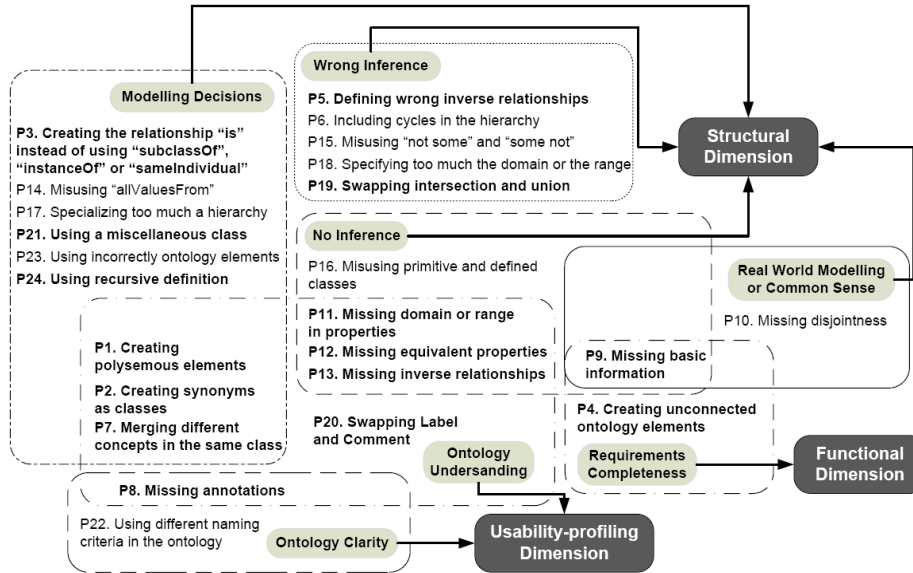 Modelling Decisions
P3. Creating the relationship “is”
instead of using “subclassOf”,
“instanceOf” or “sameIndividual”
P14. Misusing “allValuesFrom”
P17. Specializing too much a hierarchy
P21. Using a miscellaneous class
P23. Using incorrectly ontology elements
P24. Using recursive definition
P1. Creating
polysemous elements
P2. Creating synonyms
as classes
P7. Merging different
concepts in the same class
Wrong Inference
P5. Defining wrong inverse relationships
P6. Including cycles in the hierarchy
P15. Misusing “not some” and “some not”
P18. Specifying too much the domain or the range
P19. Swapping intersection and union
Structural
Dimension
No Inference
P16. Misusing primitive and defined
classes
P11. Missing domain or range
in properties
P12. Missing equivalent properties
P13. Missing inverse relationships
Real World Modelling
or Common Sense
P10. Missing disjointness
P9. Missing basic
information
P20. Swapping Label
and Comment
Ontology
Undersanding
P4. Creating unconnected
ontology elements
Requirements
Completeness
Functional
Dimension
P8. Missing annotations
P22. Using different naming
criteria in the ontology
Ontology Clarity
Usability-profiling
Dimension